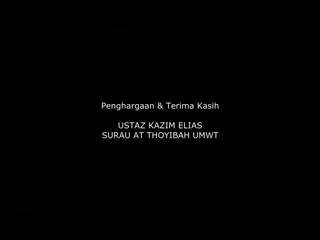 Penghargaan & Terima Kasih
USTAZ KAZIM ELIAS
SURAU AT THOYIBAH UMWT